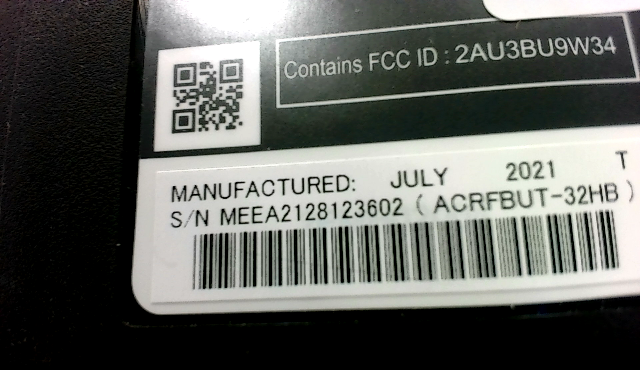 Contains FCC ID : 2AU3BU9W34
MANUFACTURED: JULY 2021 T
S/N MEEA2128123602 ( ACRFBUT-32HB )